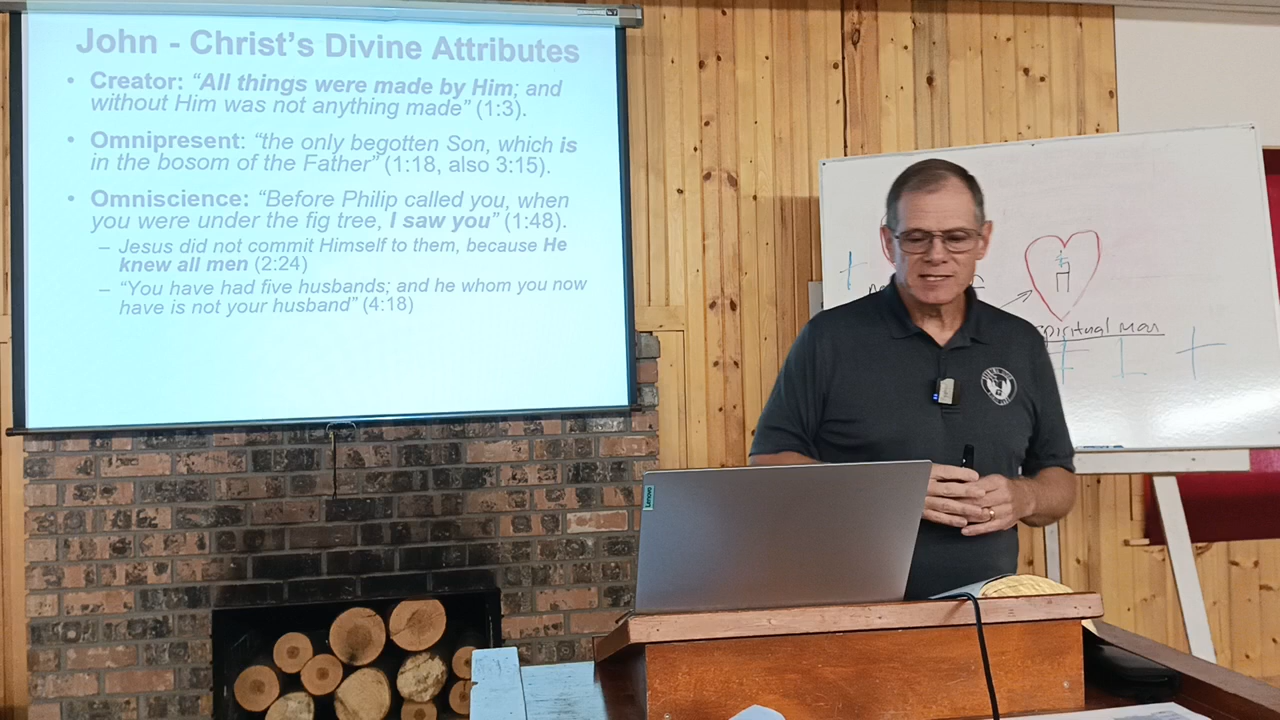 John - Christ's Divine Attributes
• Creator: “All things were made by Him; and
without Him was not anything made” (1:3).
• Omnipresent: “the only begotten Son, which is
in the bosom of the Father” (1:18, also 3:15).
• Omniscience: “Before Philip called you, when
you were under the fig tree, I saw you” (1:48).
– Jesus did not commit Himself to them, because He
knew all men (2:24)
– “You have had five husbands; and he whom you now
have is not your husband” (4:18)
Spiritual Man
Lenovo